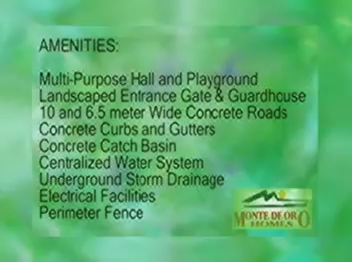 AMENITIES:
Multi-Purpose Hall and Playground
Landscaped Entrance Gate & Guardhouse
10 and 6.5 meter Wide Concrete Roads
Concrete Curbs and Gutters
Concrete Catch Basin
Centralized Water System
Underground Storm Drainage
Electrical Facilities
Perimeter Fence
MONTE DE ORO
HOMES